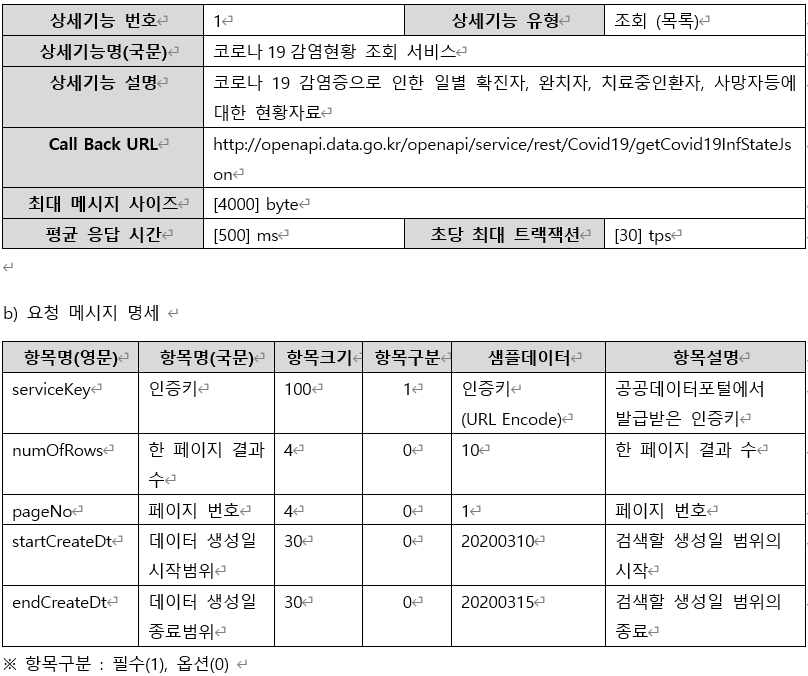 상세기능 번호 1 상세기능 유형 조회 (목록)
상세기능명(국문) 코로나19 감염현황 조회 서비스
상세기능 설명 코로나 19 감염증으로 인한 일별 확진자, 완치자, 치료중인환자, 사망자등에
대한 현황자료
Call Back URL http://openapi.data.go.kr/openapi/service/rest/Covid19/getCovid19InfStateJs
on
최대 메시지 사이즈 [4000] byte
평균 응답 시간 [500] ms 초당 최대 트랙잭션 [30] tps
b) 요청 메시지 명세
항목명(영문) 항목명(국문) 항목크기 항목구분 샘플데이터 항목설명
serviceKey 인증키 100 1 인증키 공공데이터포털에서
(URL Encode) 발급받은 인증키
numOfRows 한 페이지 결과 4 0 10 한 페이지 결과 수
수
pageNo 페이지 번호 4 0 1 페이지 번호
startCreateDt 데이터 생성일 30 0 20200310 검색할 생성일 범위의
시작범위 시작
endCreateDt 데이터 생성일 30 0 20200315 검색할 생성일 범위의
종료범위 종료
※ 항목구분 : 필수(1), 옵션(0)